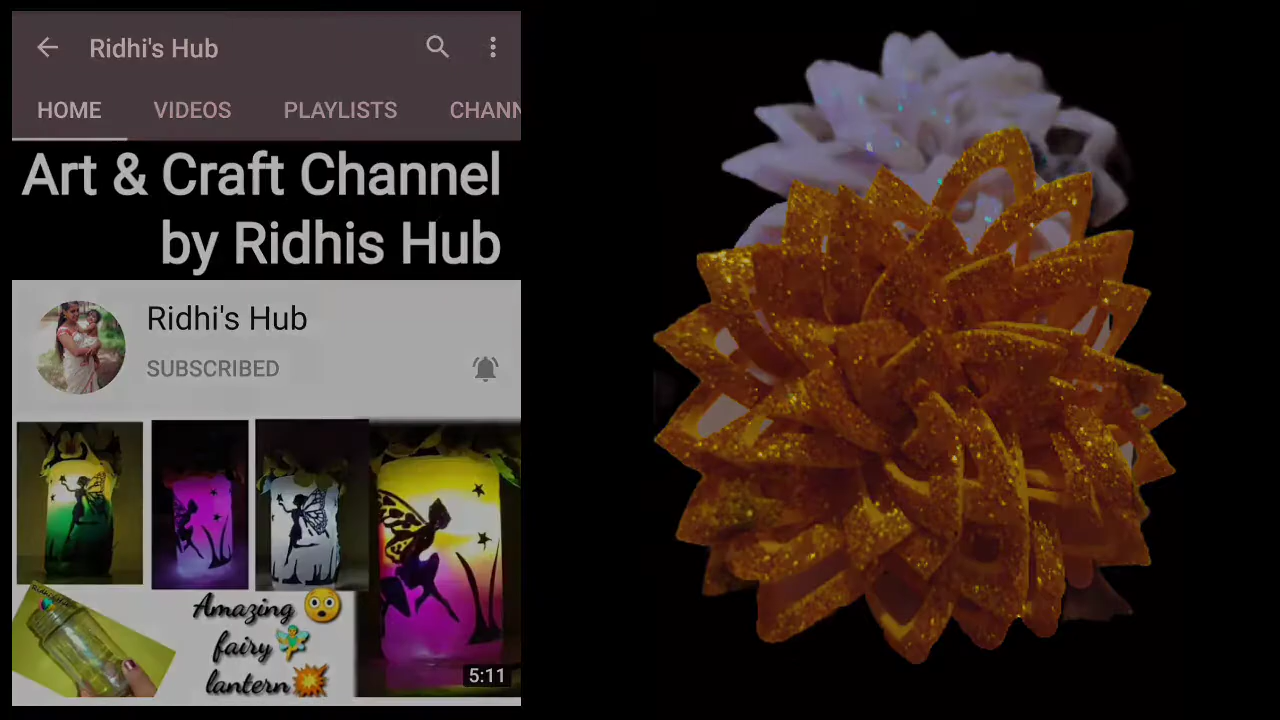 Ridhi's Hub
HOME VIDEOS PLAYLISTS CHANN
Art & Craft Channel
by Ridhis Hub
Ridhi's Hub
SUBSCRIBED
Amazing 😲
fairy🧚
lantern💥
5:11